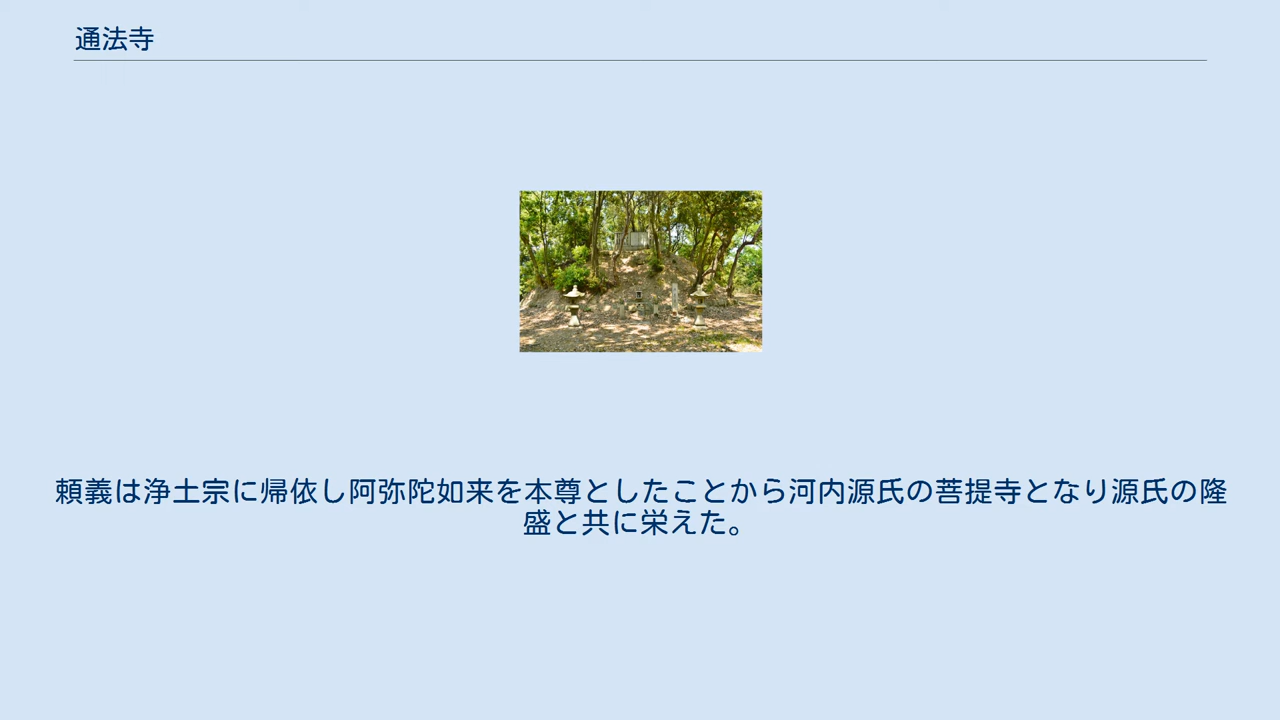 通法寺
頼義は浄土宗に帰依し阿弥陀如来を本尊としたことから河内源氏の菩提寺となり源氏の隆
盛と共に栄えた。